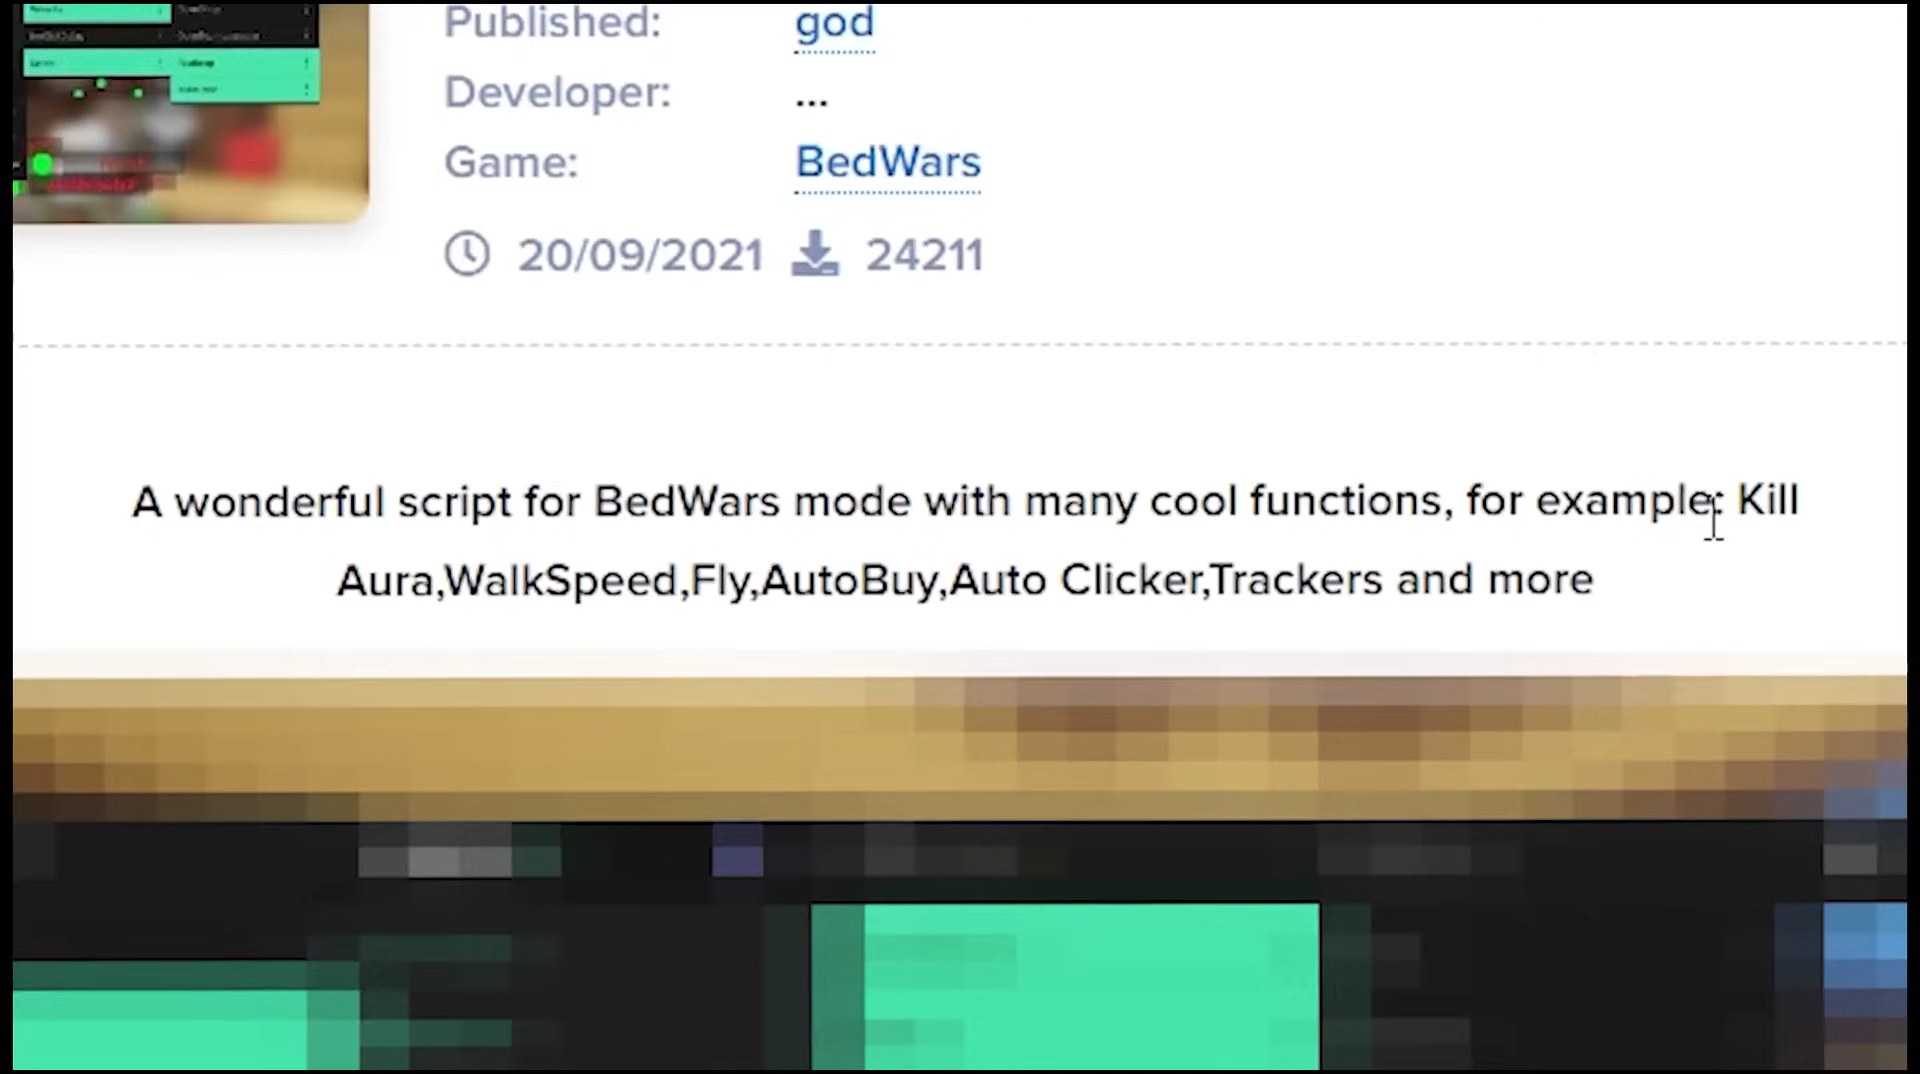 Published: god
Developer: ...
Game: BedWars
20/09/2021 24211
A wonderful script for BedWars mode with many cool functions, for example: Kill
Aura,WalkSpeed,Fly,AutoBuy,Auto Clicker,Trackers and more